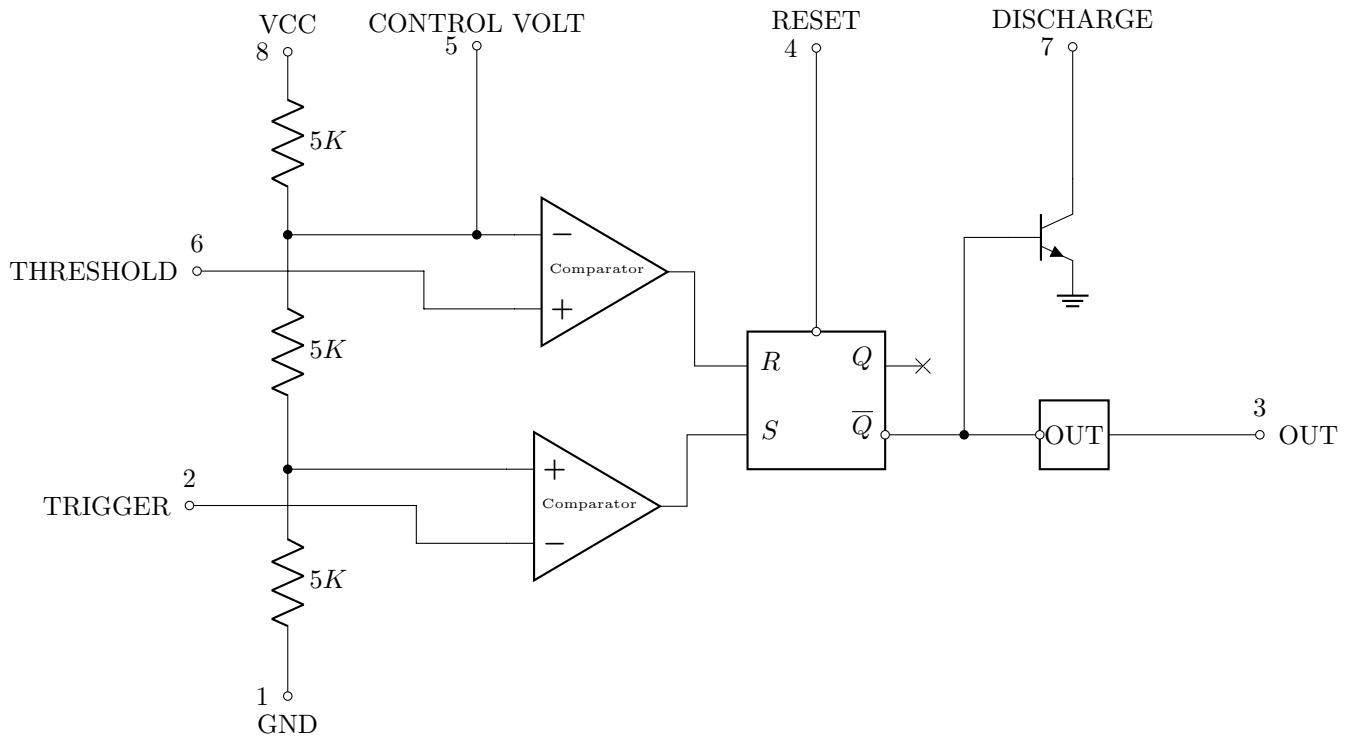 VCC
8
CONTROL VOLT
5
RESET
4
DISCHARGE
7
5K
6
THRESHOLD
−
Comparator
+
5K
R
Q
S
Q̅
OUT
3
OUT
2
TRIGGER
+
Comparator
−
5K
1
GND